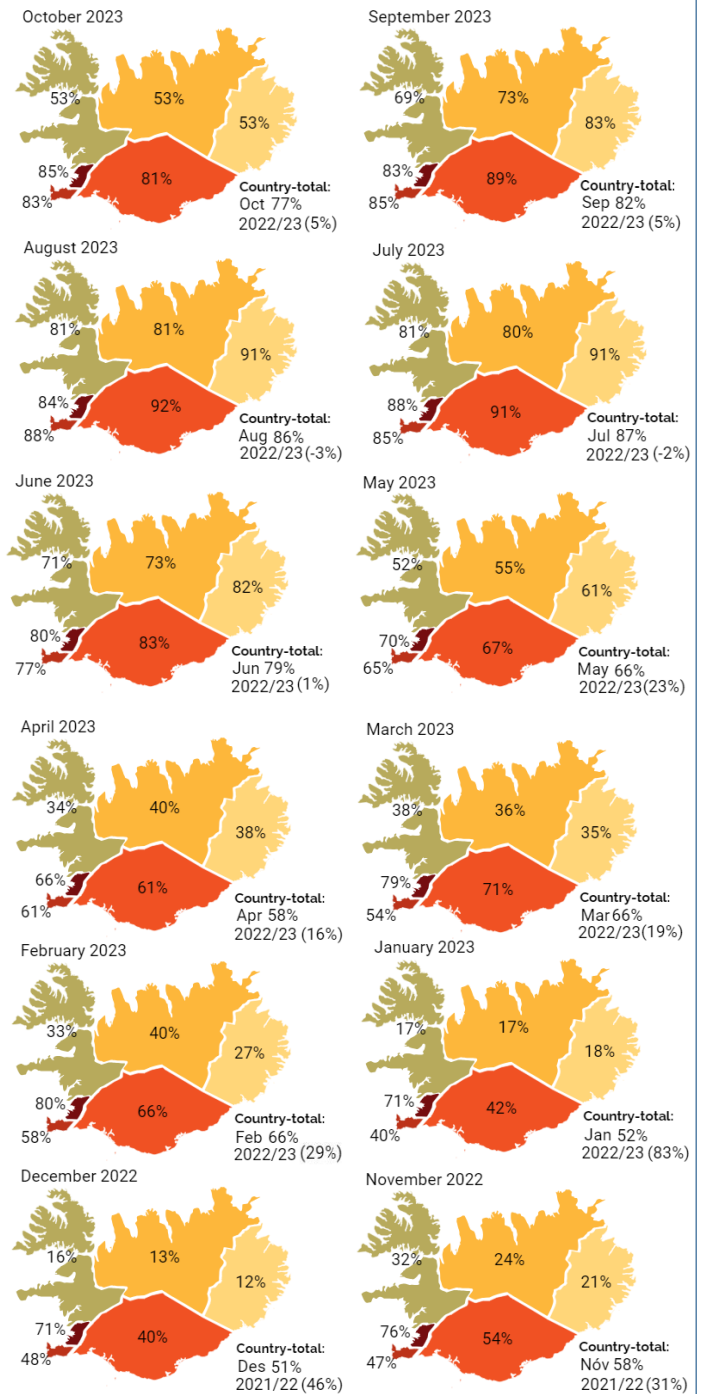 October 2023
53%
53%
53%
85%
83%
81%
Country-total:
Oct 77%
2022/23 (5%)
September 2023
69%
73%
83%
83%
85%
89%
Country-total:
Sep 82%
2022/23 (5%)
August 2023
81%
81%
91%
84%
88%
92%
Country-total:
Aug 86%
2022/23 (-3%)
July 2023
81%
80%
91%
88%
85%
91%
Country-total:
Jul 87%
2022/23 (-2%)
June 2023
71%
73%
82%
80%
77%
83%
Country-total:
Jun 79%
2022/23 (1%)
May 2023
52%
55%
61%
70%
65%
67%
Country-total:
May 66%
2022/23(23%)
April 2023
34%
40%
38%
66%
61%
61%
Country-total:
Apr 58%
2022/23 (16%)
March 2023
38%
36%
35%
79%
54%
71%
Country-total:
Mar 66%
2022/23(19%)
February 2023
33%
40%
27%
80%
58%
66%
Country-total:
Feb 66%
2022/23 (29%)
January 2023
17%
17%
18%
71%
40%
42%
Country-total:
Jan 52%
2022/23 (83%)
December 2022
16%
13%
12%
71%
48%
40%
Country-total:
Des 51%
2021/22 (46%)
November 2022
32%
24%
21%
76%
47%
54%
Country-total:
Nóv 58%
2021/22 (31%)